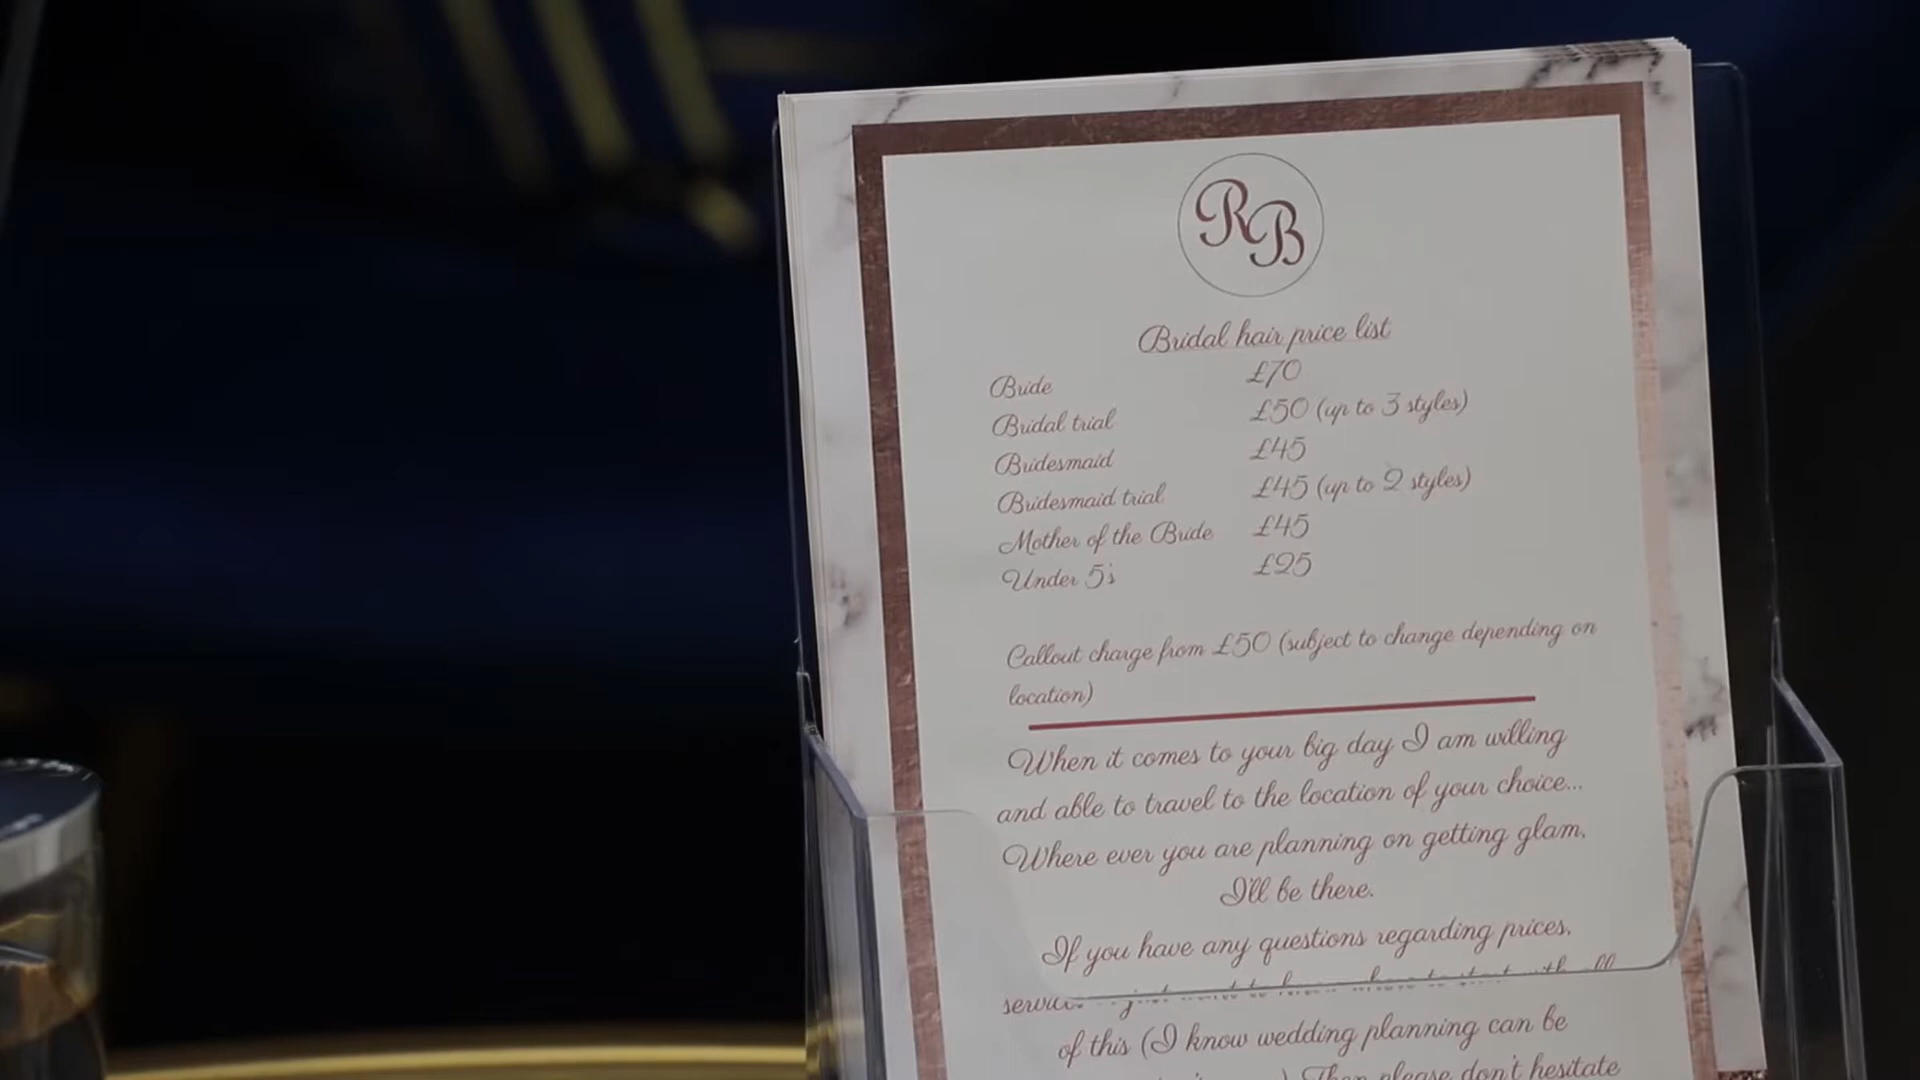 RB
Bridal hair price list
Bride £70
Bridal trial £50 (up to 3 styles)
Bridesmaid £45
Bridesmaid trial £45 (up to 2 styles)
Mother of the Bride £45
Under 5's £25
Callout charge from £50 (subject to change depending on
location)
When it comes to your big day I am willing
and able to travel to the location of your choice...
Where ever you are planning on getting glam,
I'll be there.
If you have any questions regarding prices,
of this (I know wedding planning can be
Then please don't hesitate